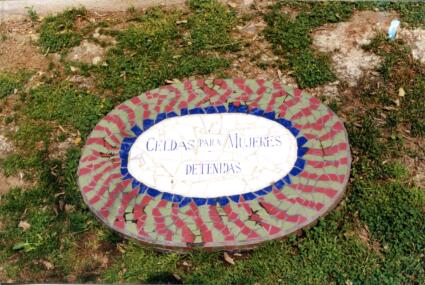 CELDAS PARA MUJERES
DETENIDAS